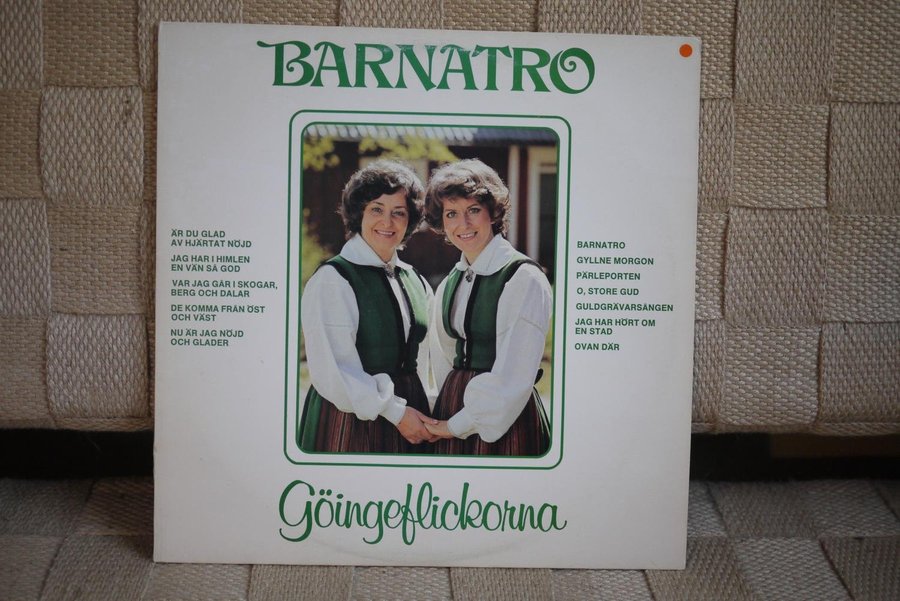 BARNATRO
ÄR DU GLAD
AV HJÄRTAT NÖJD
JAG HAR I HIMLEN
EN VÄN SÅ GOD
VAR JAG GÅR I SKOGAR,
BERG OCH DALAR
DE KOMMA FRÅN ÖST
OCH VÄST
NU ÄR JAG NÖJD
OCH GLADER
BARNATRO
GYLLNE MORGON
PÄRLEPORTEN
O, STORE GUD
GULDGRÄVARSÅNGEN
JAG HAR HÖRT OM
EN STAD
OVAN DÄR
Göingeflickorna